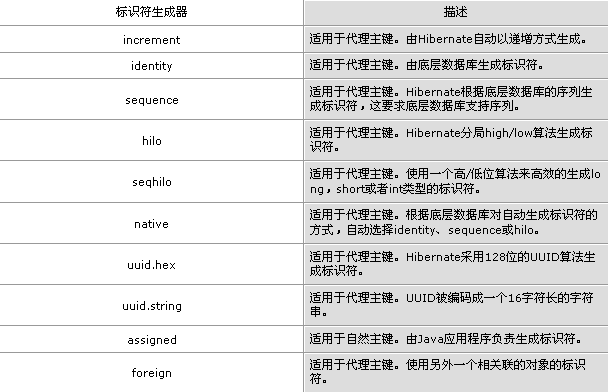 标识符生成器
描述
increment
适用于代理主键。由Hibernate自动以递增方式生成。
identity
适用于代理主键。由底层数据库生成标识符。
sequence
适用于代理主键。Hibernate根据底层数据库的序列生
成标识符，这要求底层数据库支持序列。
hilo
适用于代理主键。Hibernate分局high/low算法生成标
识符。
seqhilo
适用于代理主键。使用一个高/低位算法来高效的生成lo
ng，short或者int类型的标识符。
native
适用于代理主键。根据底层数据库对自动生成标识符的
方式，自动选择identity、sequence或hilo。
uuid.hex
适用于代理主键。Hibernate采用128位的UUID算法生
成标识符。
uuid.string
适用于代理主键。UUID被编码成一个16字符长的字符
串。
assigned
适用于自然主键。由Java应用程序负责生成标识符。
foreign
适用于代理主键。使用另外一个相关联的对象的标识
符。